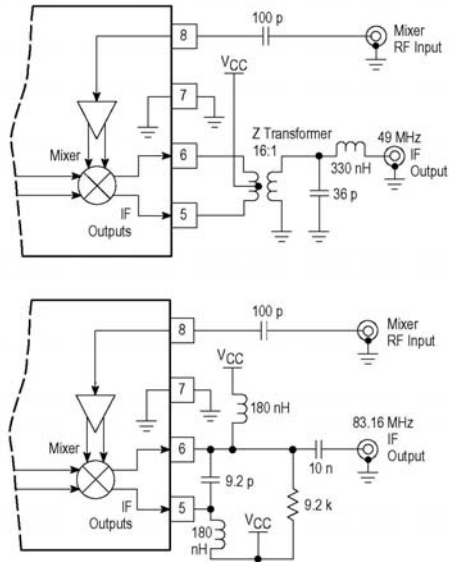 100 p
8
Mixer
RF Input
VCC
7
Z Transformer
16:1
Mixer
6
49 MHz
IF
Output
330 nH
36 p
5
IF
Outputs
100 p
8
Mixer
RF Input
VCC
7
180 nH
Mixer
6
83.16 MHz
IF
Output
10 n
9.2 p
9.2 k
5
IF
Outputs
180
nH
VCC